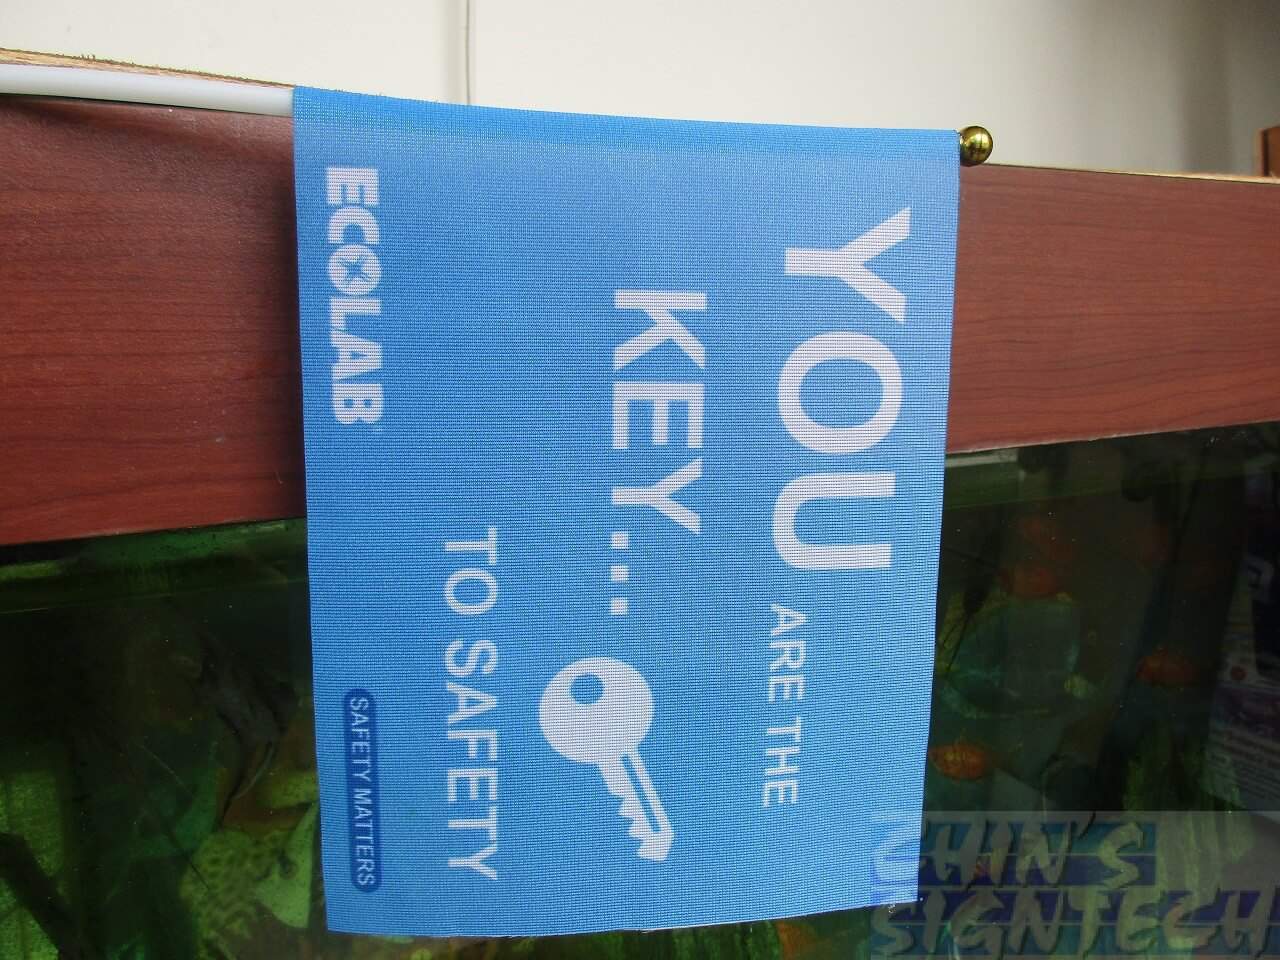 YOU ARE THE
KEY...
TO SAFETY
ECOLAB
SAFETY MATTERS
CHIN'S
SIGNTECH